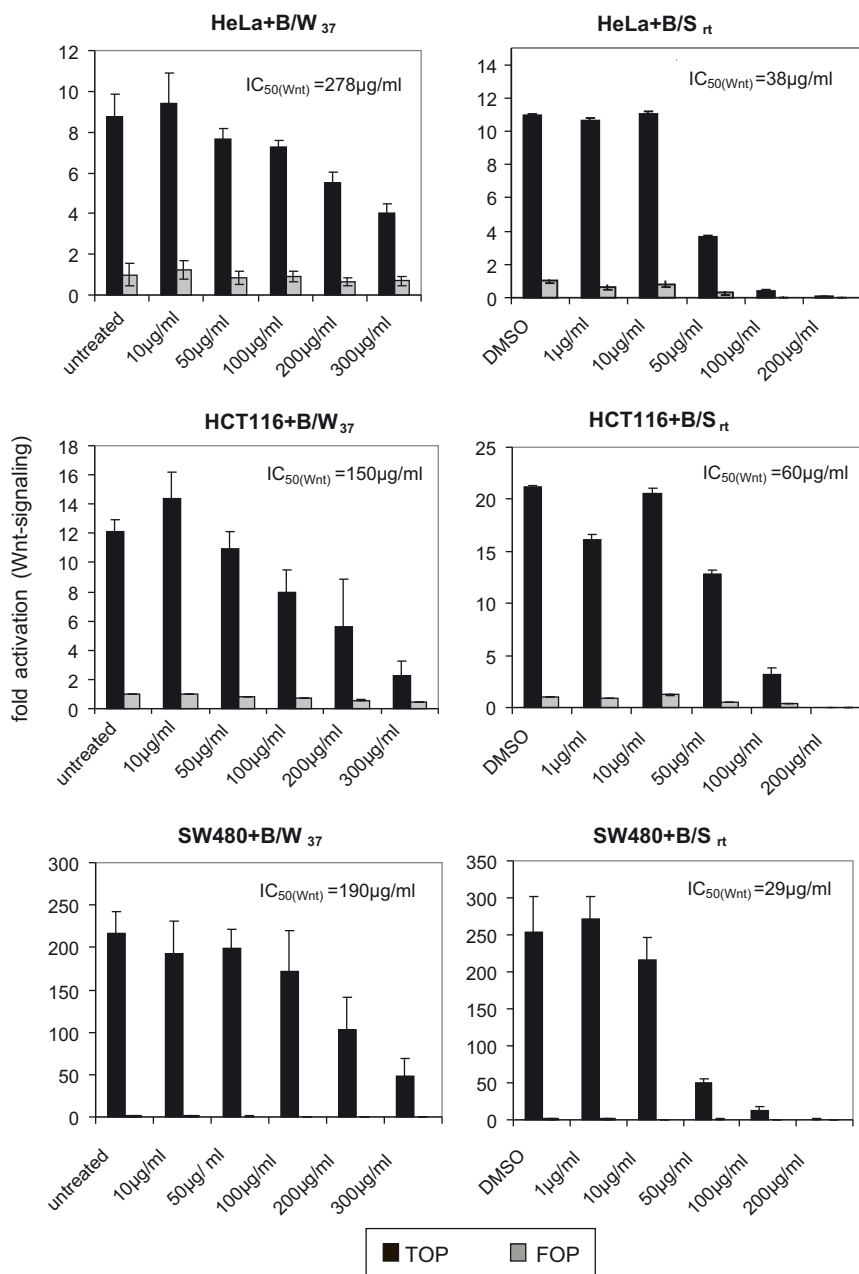 HeLa+B/W 37
HeLa+B/S rt
12
10
8
6
4
2
0
IC50(Wnt) =278µg/ml
untreated
10µg/ml
50µg/ml
100µg/ml
200µg/ml
300µg/ml
14
12
10
8
6
4
2
0
IC50(Wnt) =38µg/ml
DMSO
1µg/ml
10µg/ml
50µg/ml
100µg/ml
200µg/ml
fold activation (Wnt-signaling)
HCT116+B/W 37
HCT116+B/S rt
18
16
14
12
10
8
6
4
2
0
IC50(Wnt) =150µg/ml
untreated
10µg/ml
50µg/ml
100µg/ml
200µg/ml
300µg/ml
25
20
15
10
5
0
IC50(Wnt) =60µg/ml
DMSO
1µg/ml
10µg/ml
50µg/ml
100µg/ml
200µg/ml
SW480+B/W 37
SW480+B/S rt
300
250
200
150
100
50
0
IC50(Wnt) =190µg/ml
untreated
10µg/ml
50µg/ ml
100µg/ml
200µg/ml
300µg/ml
350
300
250
200
150
100
50
0
IC50(Wnt) =29µg/ml
DMSO
1µg/ml
10µg/ml
50µg/ml
100µg/ml
200µg/ml
TOP
FOP